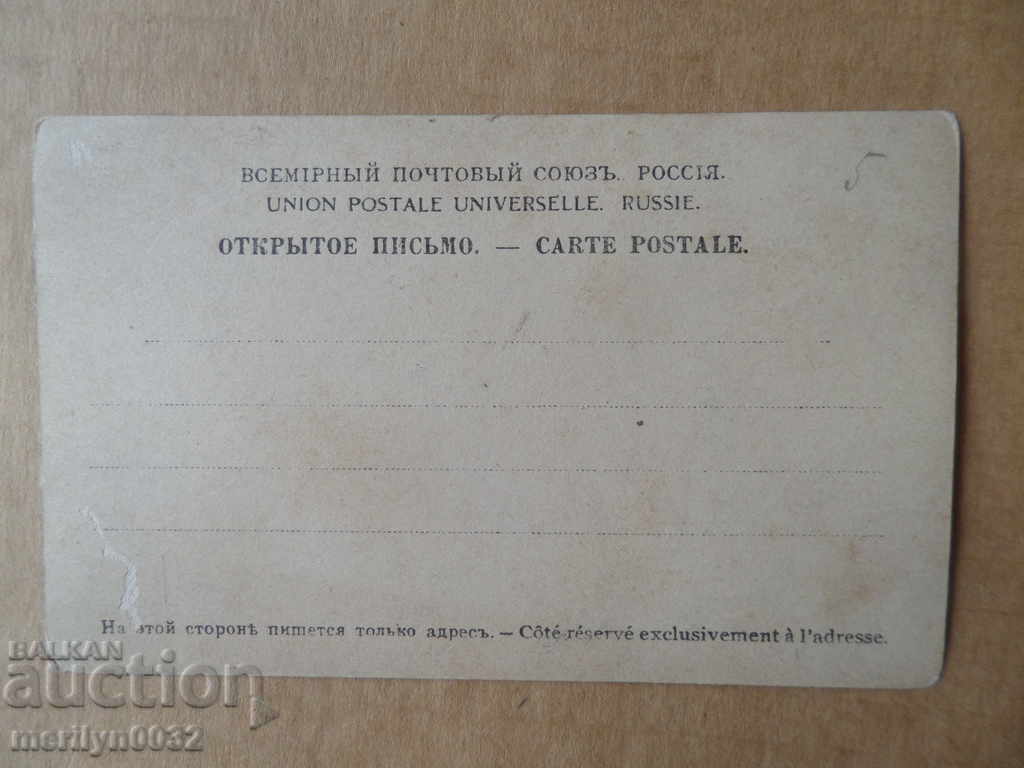 ВСЕМІРНЫЙ ПОЧТОВЫЙ СОЮЗЪ. РОССІЯ.
5
UNION POSTALE UNIVERSELLE. RUSSIE.
ОТКРЫТОЕ ПИСЬМО. — CARTE POSTALE.
На этой сторонѣ пишется только адресъ. — Côté réservé exclusivement à l'adresse.
BALKAN
auction
merilyn0032